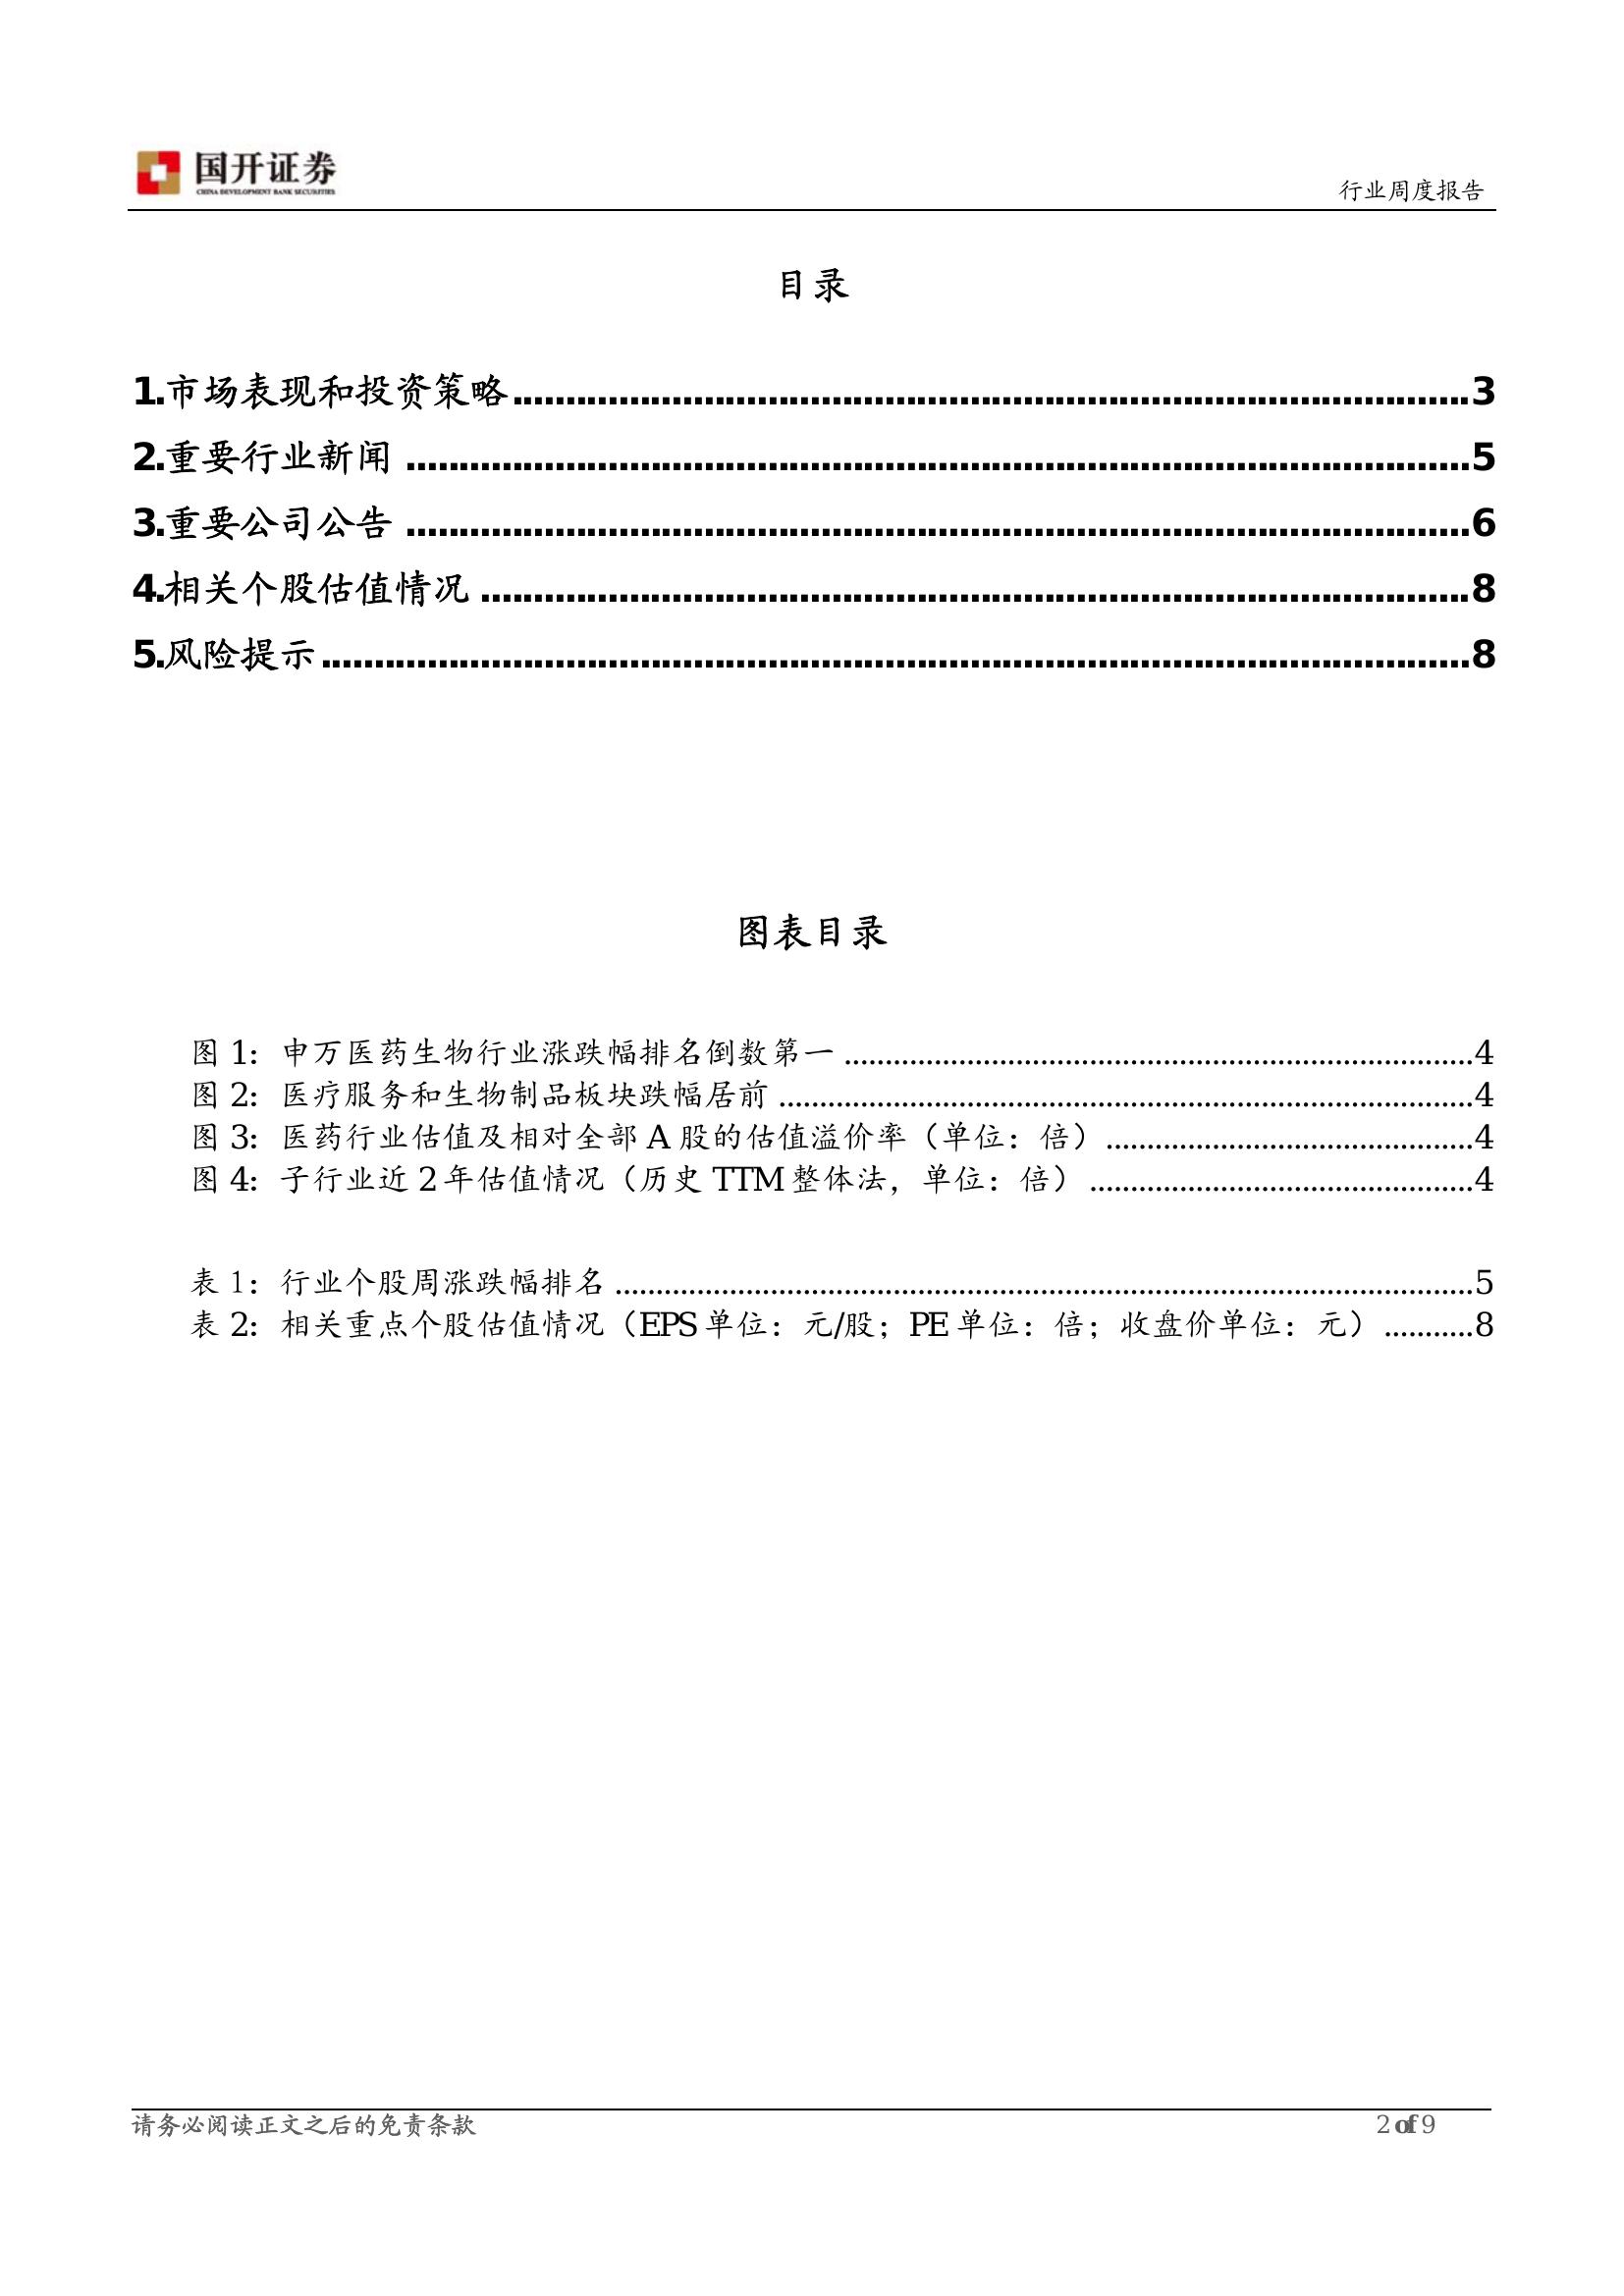 国开证券
CHINA DEVELOPMENT BANK SECURITIES
行业周度报告
目录
1.市场表现和投资策略..........................................................................................3
2.重要行业新闻 ....................................................................................................5
3.重要公司公告 ....................................................................................................6
4.相关个股估值情况 .............................................................................................8
5.风险提示............................................................................................................8
图表目录
图 1: 申万医药生物行业涨跌幅排名倒数第一 ..............................................................................4
图 2: 医疗服务和生物制品板块跌幅居前 ......................................................................................4
图 3: 医药行业估值及相对全部 A 股的估值溢价率（单位：倍） ..............................................4
图 4: 子行业近 2 年估值情况（历史 TTM 整体法，单位：倍） ................................................4
表 1: 行业个股周涨跌幅排名 ..........................................................................................................5
表 2: 相关重点个股估值情况（EPS 单位：元/股；PE 单位：倍；收盘价单位：元） ...........8
请务必阅读正文之后的免责条款
2 of 9